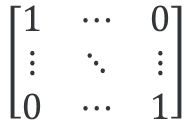 1 ⋯ 0
⋮ ⋱ ⋮
0 ⋯ 1